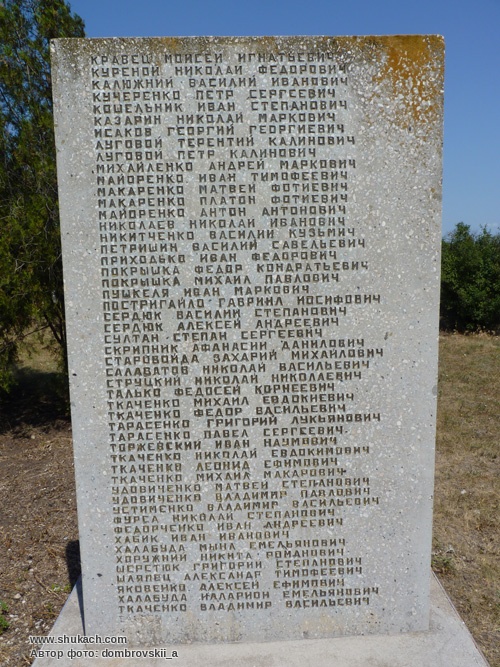 КРАВЕЦ МОИСЕЙ ИГНАТЬЕВИЧ
КУРЕНОЙ НИКОЛАЙ ФЕДОРОВИЧ
КАЛЮЖНИЙ ВАСИЛИЙ ИВАНОВИЧ
КУЧЕРЕНКО ПЕТР СЕРГЕЕВИЧ
КОШЕЛЬНИК ИВАН СТЕПАНОВИЧ
КАЗАРИН НИКОЛАЙ МАРКОВИЧ
ИСАКОВ ГЕОРГИЙ ГЕОРГИЕВИЧ
ЛУГОВОЙ ТЕРЕНТИЙ КАЛИНОВИЧ
ЛУГОВОЙ ПЕТР КАЛИНОВИЧ
МИХАЙЛЕНКО АНДРЕЙ МАРКОВИЧ
МАЙОРЕНКО ИВАН ТИМОФЕЕВИЧ
МАКАРЕНКО МАТВЕЙ ФОТИЕВИЧ
МАКАРЕНКО ПЛАТОН ФОТИЕВИЧ
МАЙОРЕНКО АНТОН АНТОНОВИЧ
НИКОЛАЕВ НИКОЛАЙ ИВАНОВИЧ
НИКИТЧЕНКО ВАСИЛИЙ КУЗЬМИЧ
ПЕТРИШИН ВАСИЛИЙ САВЕЛЬЕВИЧ
ПРИХОДЬКО ИВАН ФЕДОРОВИЧ
ПОКРЫШКА ФЕДОР КОНДРАТЬЕВИЧ
ПОКРЫШКА МИХАИЛ ПАВЛОВИЧ
ПУЖЕЛЯ ИВАН МАРКОВИЧ
ПОСТРИГАЙЛО ГАВРИИЛ ИОСИФОВИЧ
СЕРДЮК ВАСИЛИЙ СТЕПАНОВИЧ
СЕРДЮК АЛЕКСЕЙ АНДРЕЕВИЧ
СУЛТАН СТЕПАН СЕРГЕЕВИЧ
СКРИПНИК АФАНАСИЙ ДАНИЛОВИЧ
СТАРОВОЙДА ЗАХАРИЙ МИХАЙЛОВИЧ
САЛАВАТОВ НИКОЛАЙ ВАСИЛЬЕВИЧ
СТРУЦКИЙ НИКОЛАЙ НИКОЛАЕВИЧ
ТАЛЬКО ФЕДОСЕЙ КОРНЕЕВИЧ
ТКАЧЕНКО МИХАИЛ ЕВДОКИЕВИЧ
ТКАЧЕНКО ФЕДОР ВАСИЛЬЕВИЧ
ТАРАСЕНКО ГРИГОРИЙ ЛУКЬЯНОВИЧ
ТАРАСЕНКО ПАВЕЛ СЕРГЕЕВИЧ
ТОРЖЕВСКИЙ ИВАН НАУМОВИЧ
ТКАЧЕНКО НИКОЛАЙ ЕВДОКИМОВИЧ
ТКАЧЕНКО ЛЕОНИД ЕФИМОВИЧ
ТКАЧЕНКО МИХАИЛ МАКАРОВИЧ
УДОВИЧЕНКО МАТВЕЙ СТЕПАНОВИЧ
УДОВИЧЕНКО ВЛАДИМИР ПАВЛОВИЧ
УСТИМЕНКО ВЛАДИМИР ВАСИЛЬЕВИЧ
ФУРСА НИКОЛАЙ СТЕПАНОВИЧ
ФЕДОРЧЕНКО ИВАН АНДРЕЕВИЧ
ХАБИК ИВАН ИВАНОВИЧ
ХАЛАБУДА МЫНА ЕМЕЛЬЯНОВИЧ
ХОРУЖИЙ НИКИТА РОМАНОВИЧ
ШЕРСТЮК ГРИГОРИЙ СТЕПАНОВИЧ
ШЛЯПЕЦ АЛЕКСАНДР ТИМОФЕЕВИЧ
ЯКОВЕНКО АЛЕКСЕЙ ЕФИМОВИЧ
ХАЛАБУДА ИЛАРИОН ЕМЕЛЬЯНОВИЧ
ТКАЧЕНКО ВЛАДИМИР ВАСИЛЬЕВИЧ
www.shukach.com
Автор фото: dombrovskii_a